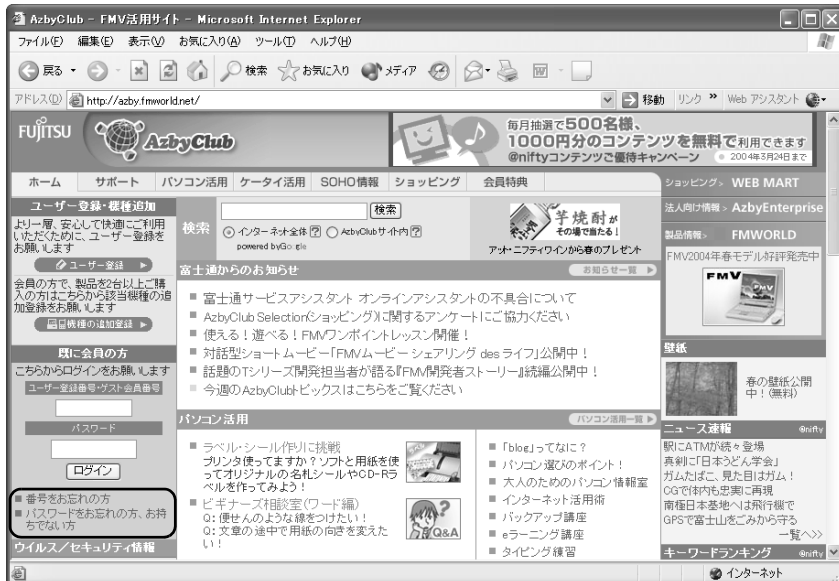 AzbyClub - FMV活用サイト - Microsoft Internet Explorer
ファイル(F) 編集(E) 表示(V) お気に入り(A) ツール(T) ヘルプ(H)
戻る 検索 お気に入り メディア
アドレス(D) http://azby.fmworld.net/ 移動 リンク » Web アシスタント
FUJITSU AzbyClub
毎月抽選で500名様、
1000円分のコンテンツを無料で利用できます
@niftyコンテンツご優待キャンペーン 2004年3月24日まで
ホーム サポート パソコン活用 ケータイ活用 SOHO情報 ショッピング 会員特典
ショッピング> WEB MART
法人向け情報> AzbyEnterprise
製品情報> FMWORLD
FMV2004年春モデル好評発売中
FMV
壁紙
春の壁紙公開
中!(無料)
ニュース速報 @nifty
駅にATMが続々登場
真剣に「日本うどん学会」
ガムたばこ、見た目はガム!
CGで体内も忠実に再現
南極日本基地へは飛行機で
GPSで富士山をごみから守る
一覧へ>>
キーワードランキング @nifty
ユーザー登録・機種追加
より一層、安心して快適にご利用
いただくために、ユーザー登録を
お願いします
ユーザー登録
会員の方で、製品を2台以上ご購
入の方はこちらから該当機種の追
加登録をお願いします
機種の追加登録
既に会員の方
こちらからログインをお願いします
ユーザー登録番号・ゲスト会員番号
パスワード
ログイン
番号をお忘れの方
パスワードをお忘れの方、お持
ちでない方
ウイルス/セキュリティ情報
検索 検索
インターネット全体 ? AzbyClubサイト内 ?
powered by Google
芋焼酎が
その場で当たる!
アット・ニフティワインから春のプレゼント
富士通からのお知らせ お知らせ一覧
富士通サービスアシスタント オンラインアシスタントの不具合について
AzbyClub Selection(ショッピング)に関するアンケートにご協力ください
使える!遊べる!FMVワンポイントレッスン開催!
対話型ショートムービー「FMVムービー シェアリング des ライフ」公開中!
話題のTシリーズ開発担当者が語る『FMV開発者ストーリー』続編公開中!
今週のAzbyClubトピックスはこちらをご覧ください
パソコン活用 パソコン活用一覧
ラベル・シール作りに挑戦
プリンタ使ってますか?ソフトと用紙を使
ってオリジナルの名札シールやCD-Rラ
ベルを作ってみよう!
ビギナーズ相談室(ワード編)
Q: 便せんのような線をつけたい!
Q: 文章の途中で用紙の向きを変えた
い!
Q&A
「blog」ってなに?
パソコン選びのポイント!
大人のためのパソコン情報室
インターネット活用術
バックアップ講座
eラーニング講座
タイピング練習
インターネット